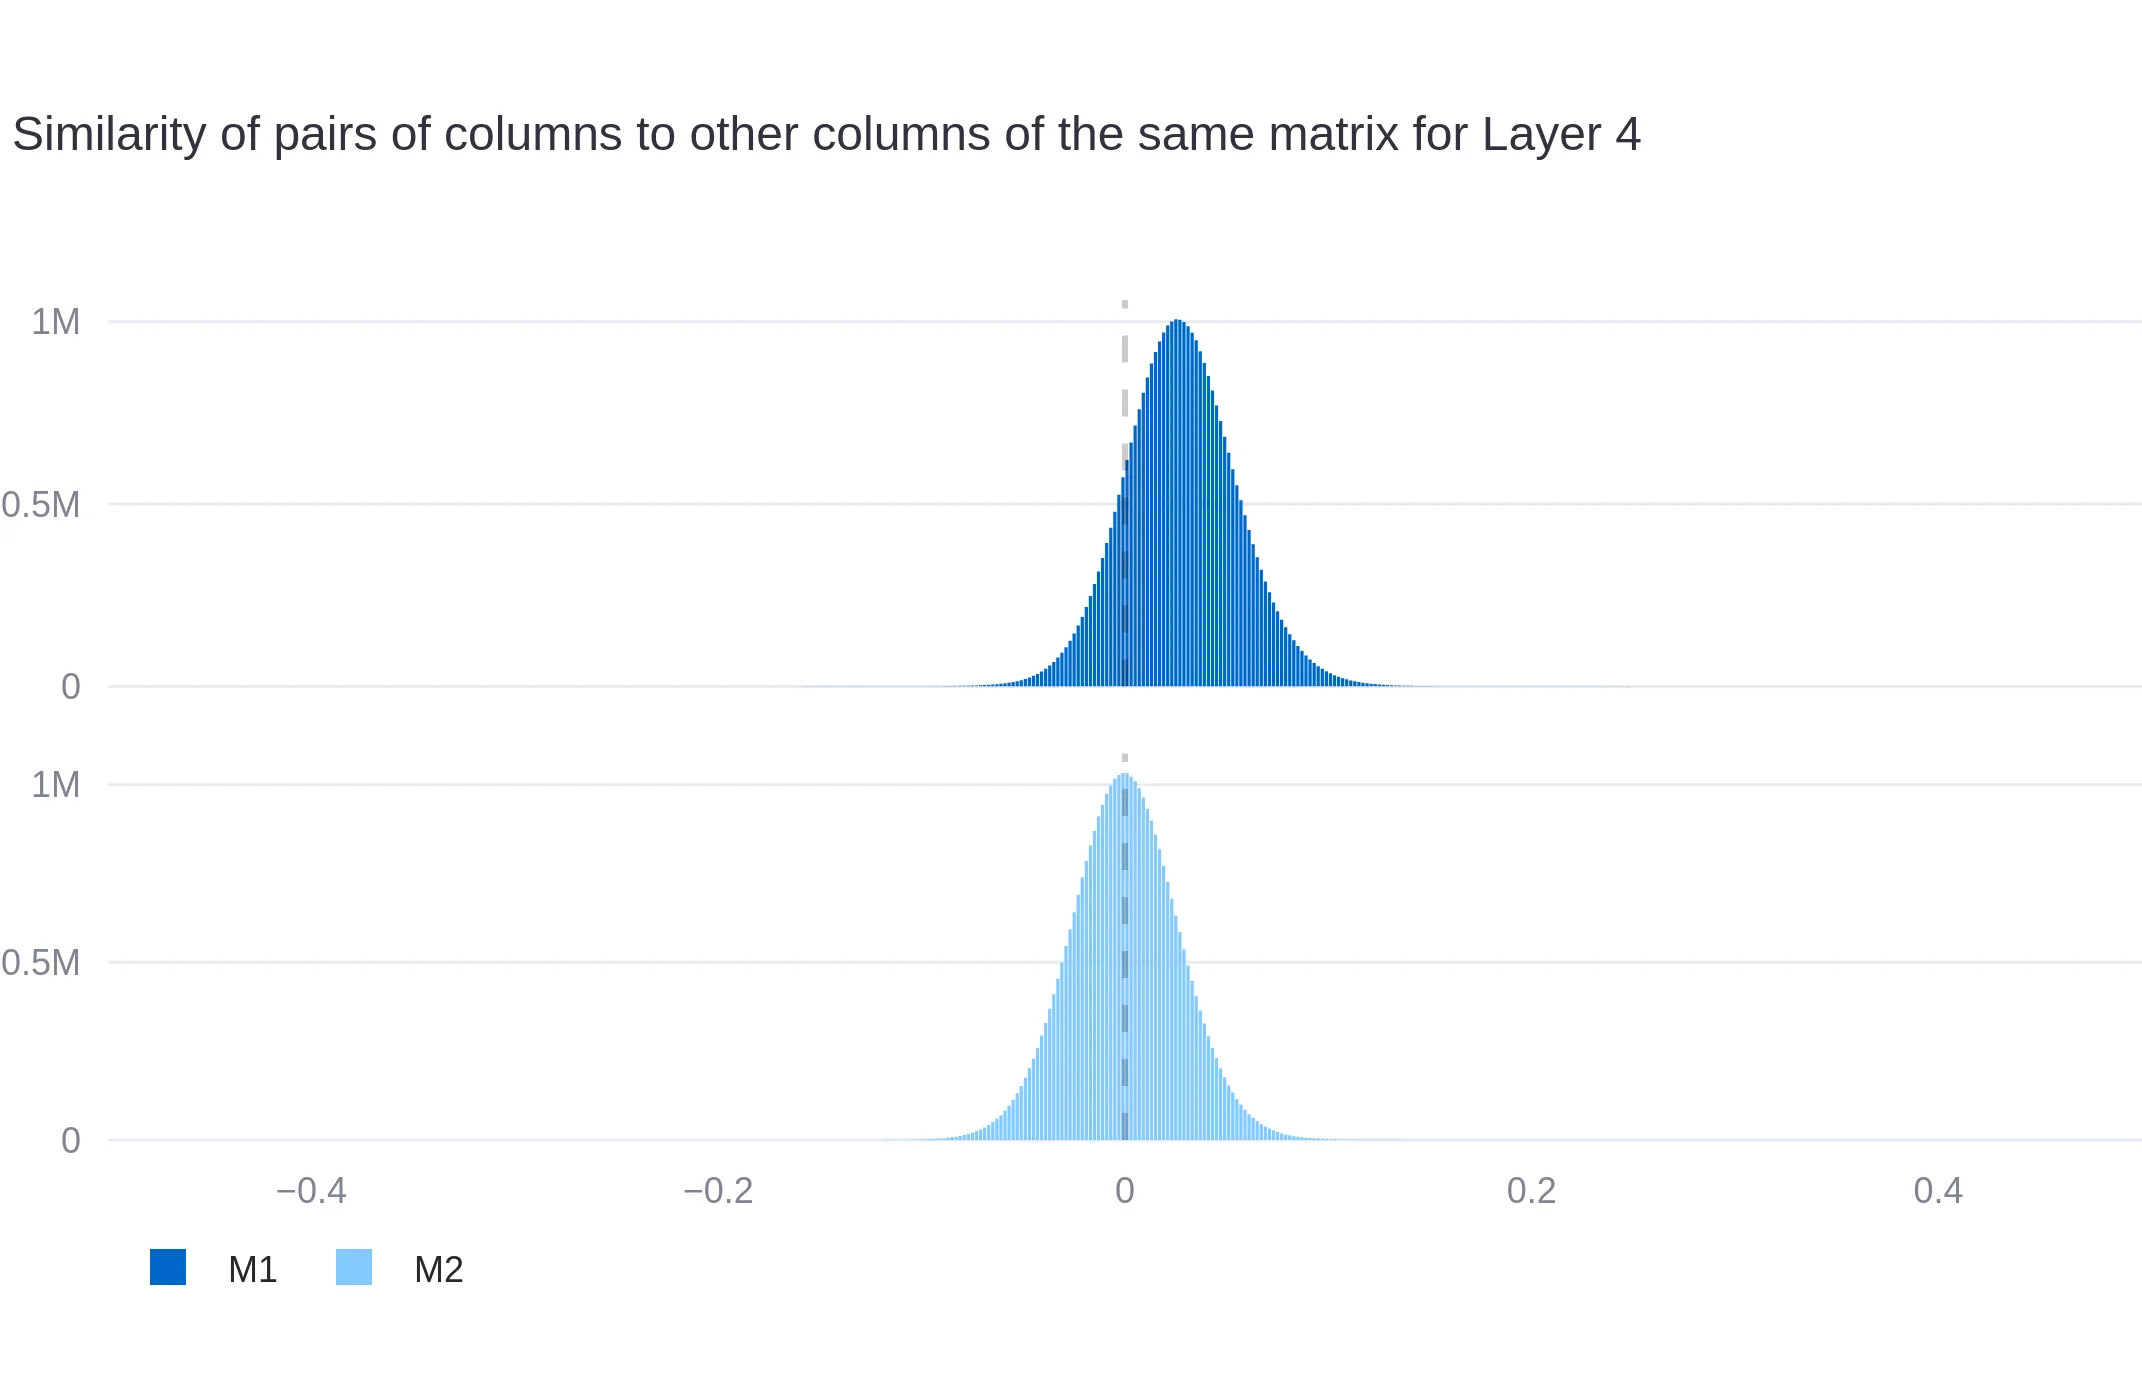 Similarity of pairs of columns to other columns of the same matrix for Layer 4
1M
0.5M
0
1M
0.5M
0
−0.4 −0.2 0 0.2 0.4
M1 M2